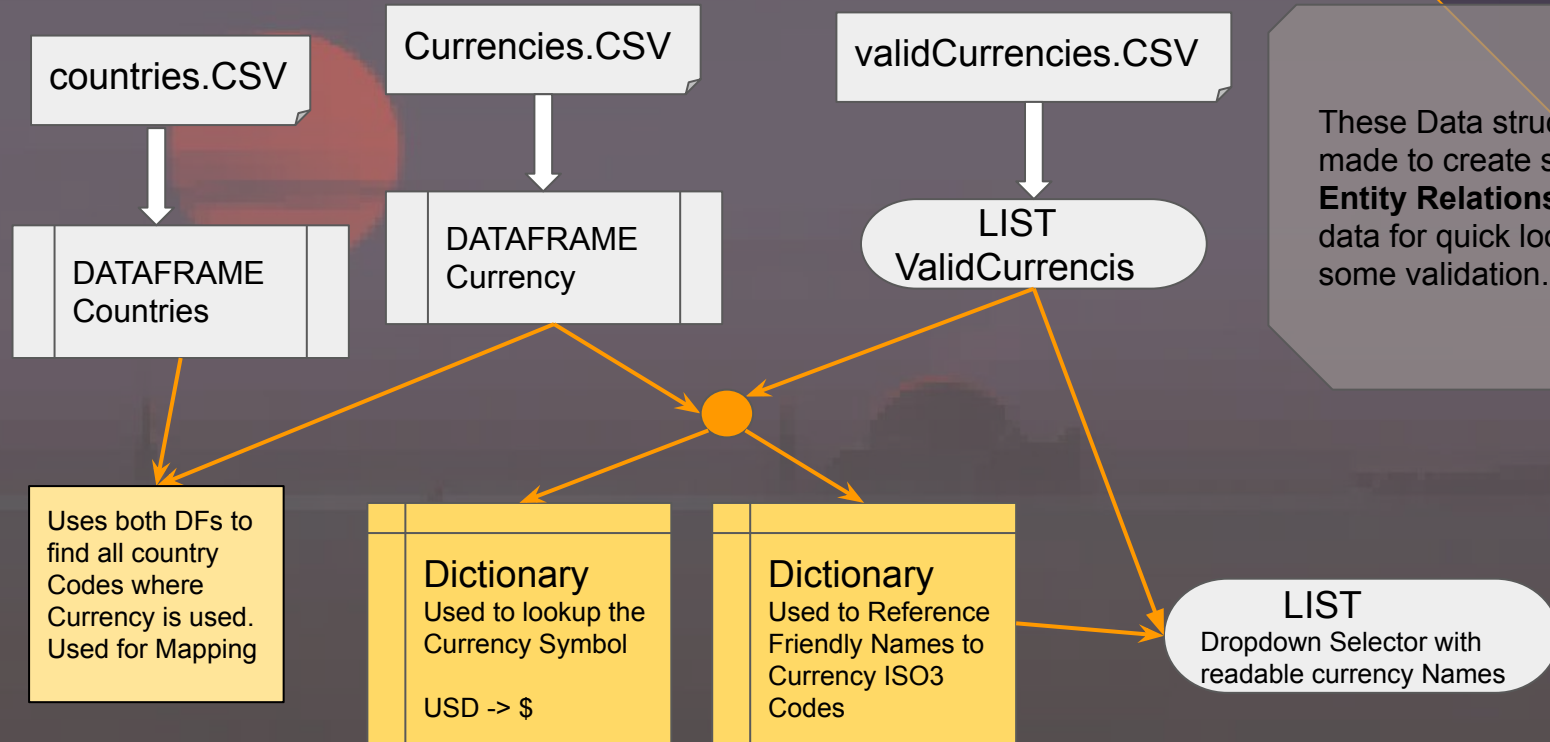 countries.CSV
Currencies.CSV
validCurrencies.CSV
DATAFRAME
Countries
DATAFRAME
Currency
LIST
ValidCurrencis
These Data
made to create
Entity
data for quick
some validation.
Uses both DFs to
find all country
Codes where
Currency is used.
Used for Mapping
Dictionary
Used to lookup the
Currency Symbol
USD -> $
Dictionary
Used to Reference
Friendly Names to
Currency ISO3
Codes
LIST
Dropdown Selector with
readable currency Names